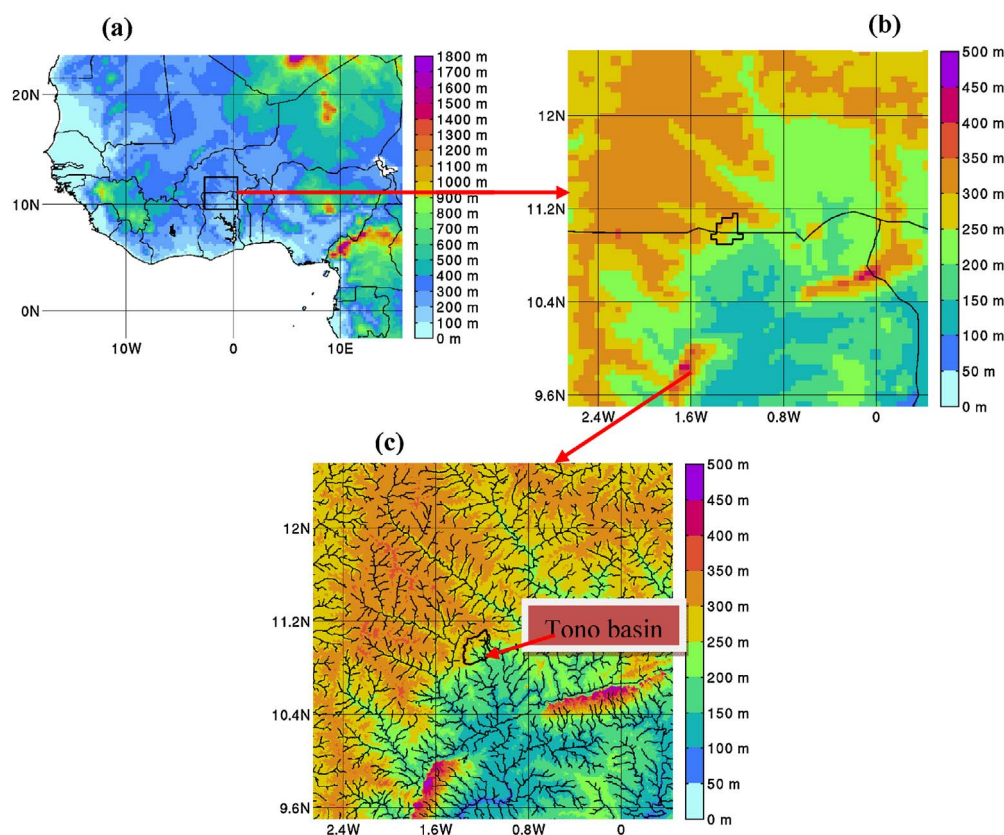 (a)
20N
10N
0N
10W
0
10E
1800 m
1700 m
1600 m
1500 m
1400 m
1300 m
1200 m
1100 m
1000 m
900 m
800 m
700 m
600 m
500 m
400 m
300 m
200 m
100 m
0 m
(b)
12N
11.2N
10.4N
9.6N
2.4W
1.6W
0.8W
0
500 m
450 m
400 m
350 m
300 m
250 m
200 m
150 m
100 m
50 m
0 m
(c)
12N
11.2N
10.4N
9.6N
2.4W
1.6W
0.8W
0
Tono basin
500 m
450 m
400 m
350 m
300 m
250 m
200 m
150 m
100 m
50 m
0 m